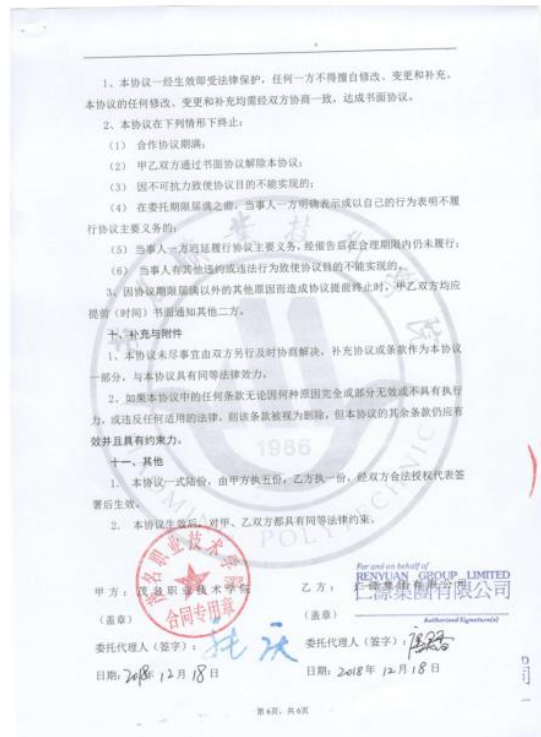 1、本协议一经生效即受法律保护，任何一方不得擅自修改、变更和补充。
本协议的任何修改、变更和补充均需经双方协商一致，达成书面协议。
2、本协议在下列情形下终止：
（1） 合作协议期满；
（2） 甲乙双方通过书面协议解除本协议；
（3） 因不可抗力致使协议目的不能实现的；
（4） 在委托期限届满之前，当事人一方明确表示或以自己的行为表明不履
行协议主要义务的；
（5）当事人一方迟延履行协议主要义务，经催告后在合理期限内仍未履行；
（6） 当事人有其他违约或违法行为致使协议目的不能实现的。
3、因协议期限届满以外的其他原因而造成协议提前终止时，甲乙双方均应
提前（时间）书面通知其他二方。
十、补充与附件
1、本协议未尽事宜由双方另行及时协商解决，补充协议或条款作为本协议
一部分，与本协议具有同等法律效力。
2、如果本协议中的任何条款无论因何种原因完全或部分无效或不具有执行
力，或违反任何适用的法律，则该条款被视为删除，但本协议的其余条款仍应有
效并且具有约束力。
1986
十一、其他
1. 本协议一式陆份，由甲方执五份，乙方执一份，经双方合法授权代表签
署后生效。
2. 本协议生效后，对甲、乙双方都具有同等法律约束。
POLYTECHNIC
茂名职业技术学院
合同专用章
甲方：茂名职业技术学院
（盖章）
委托代理人（签字）：
日期：2018年 12月 18日
For and on behalf of
RENYUAN GROUP LIMITED
仁源集團有限公司
Authorized Signature(s)
乙方：仁源集团有限公司
（盖章）
委托代理人（签字）：
日期：2018年 12月 18日
第6页，共6页